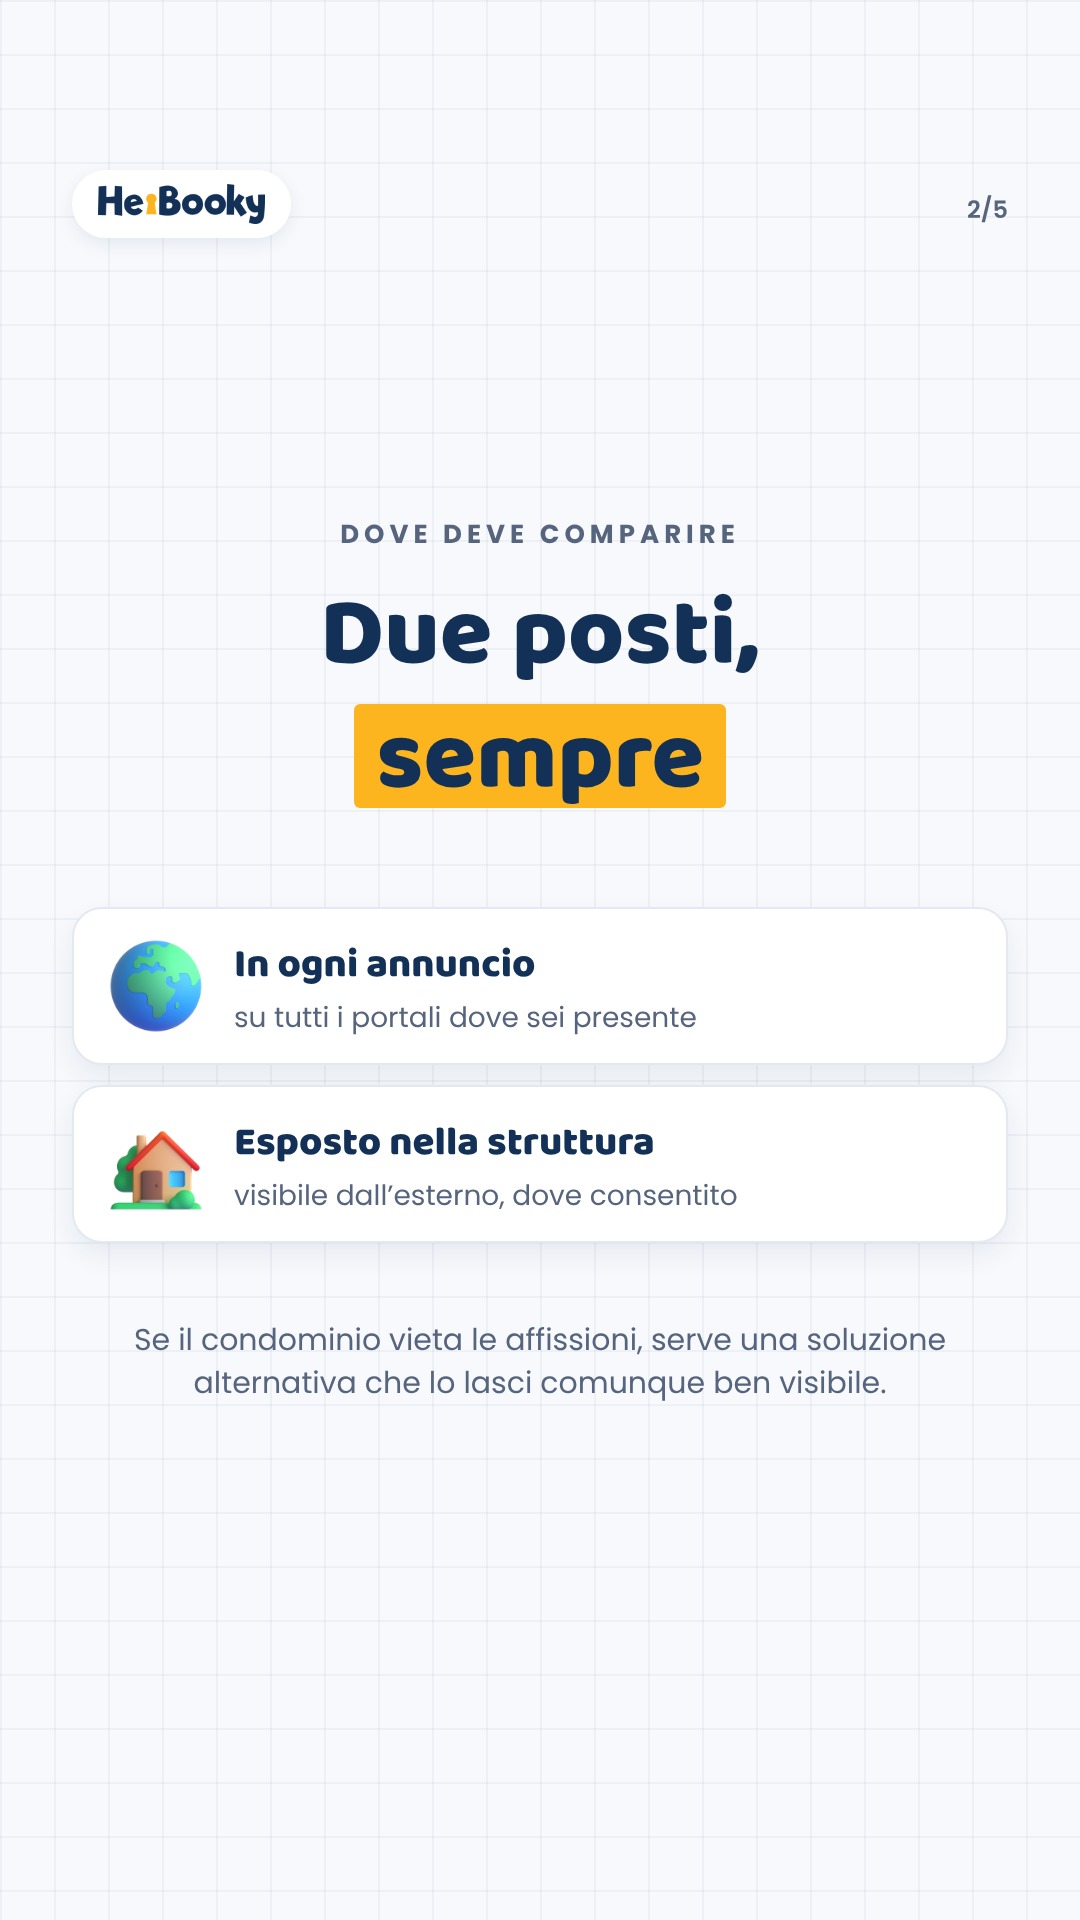 HeiBooky
2/5
DOVE DEVE COMPARIRE
Due posti,
sempre
In ogni annuncio
su tutti i portali dove sei presente
Esposto nella struttura
visibile dall’esterno, dove consentito
Se il condominio vieta le affissioni, serve una soluzione
alternativa che lo lasci comunque ben visibile.